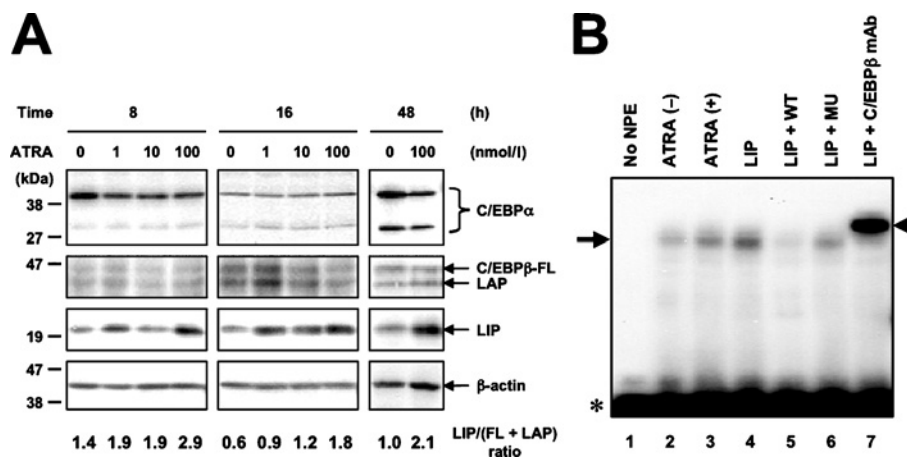 A
Time 8 16 48 (h)
ATRA 0 1 10 100 0 1 10 100 0 100 (nmol/l)
(kDa)
38
27
C/EBPα
47
C/EBPβ-FL
LAP
19
LIP
47
38
β-actin
1.4 1.9 1.9 2.9 0.6 0.9 1.2 1.8 1.0 2.1 LIP/(FL + LAP)
ratio
B
No NPE
ATRA (–)
ATRA (+)
LIP
LIP + WT
LIP + MU
LIP + C/EBPβ mAb
*
1 2 3 4 5 6 7